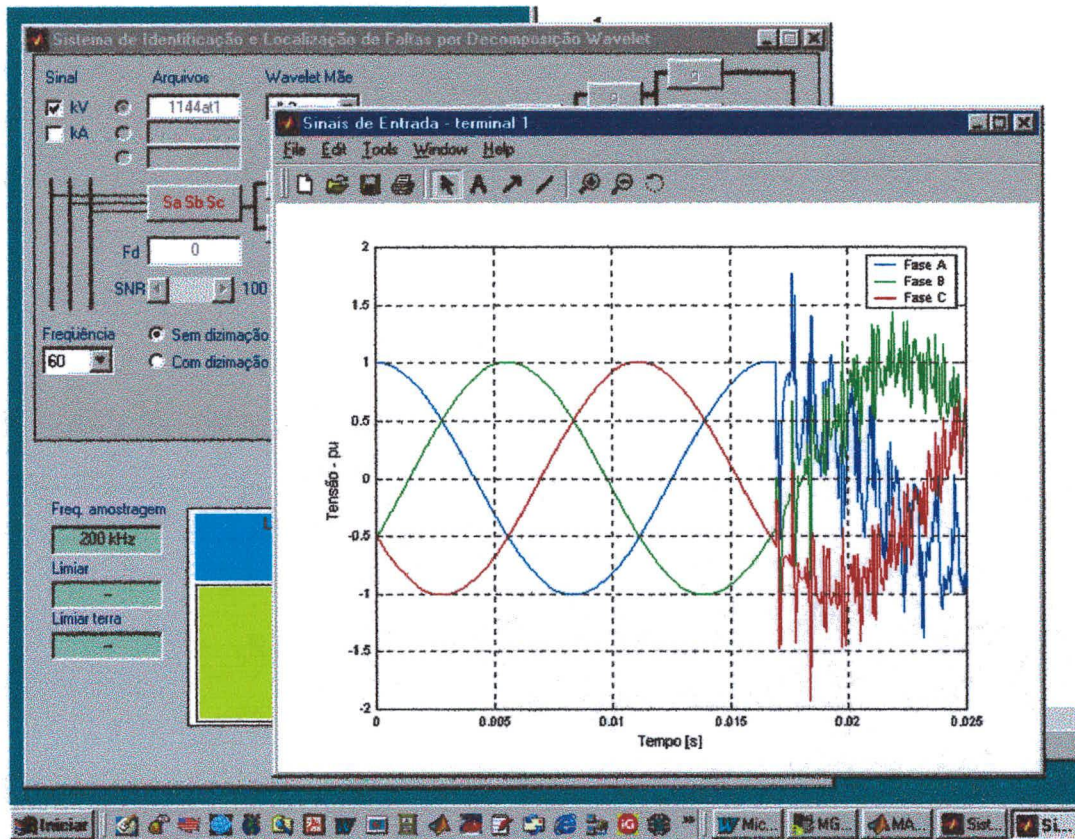 Sistema de Identificação e Localização de Faltas por Decomposição Wavelet
Sinal
Arquivos
Wavelet Mãe
kV
1144at1
kA
Sa Sb Sc
Fd
0
SNR
100
Freqüência
60
Sem dizimação
Com dizimação
Freq. amostragem
200 kHz
Limiar
--
Limiar terra
--
Sinais de Entrada - terminal 1
File Edit Tools Window Help
Fase A
Fase B
Fase C
Tensão - pu
2
1.5
1
0.5
0
-0.5
-1
-1.5
-2
0
0.005
0.01
0.015
0.02
0.025
Tempo [s]
Iniciar
Mic...
MG...
MA...
Sist...
Si...